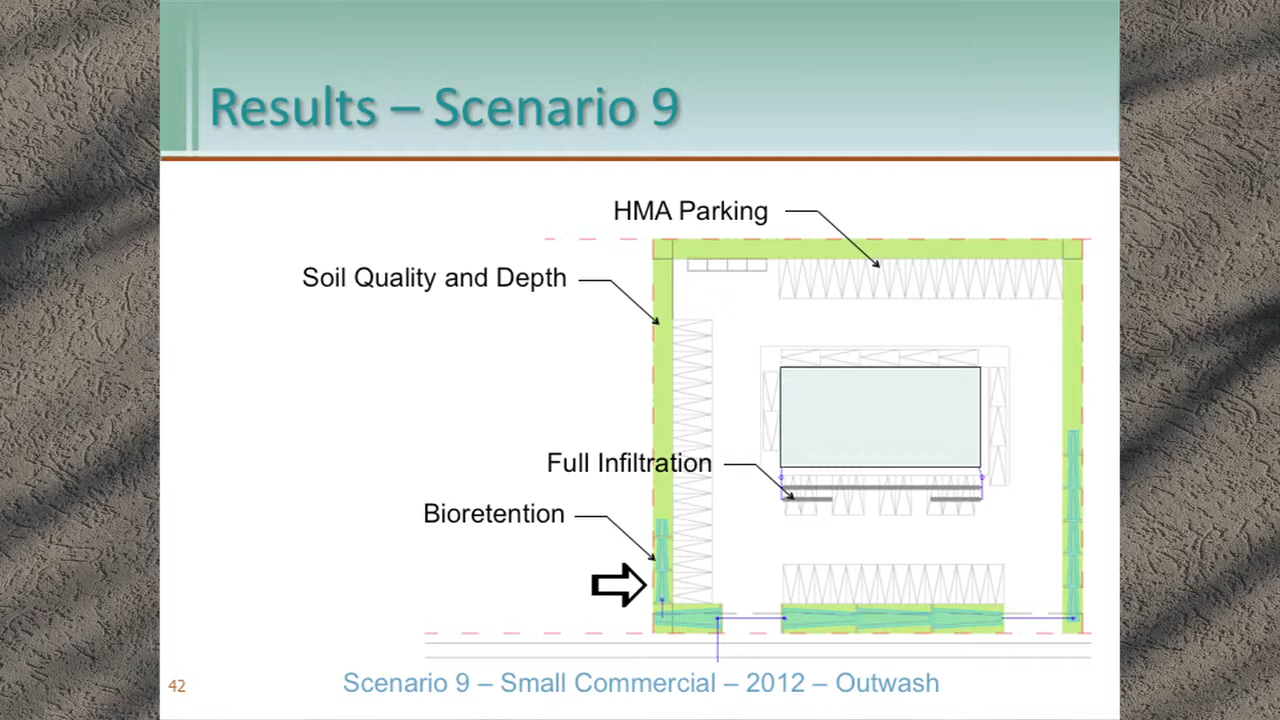 Results – Scenario 9
HMA Parking
Soil Quality and Depth
Full Infiltration
Bioretention
42
Scenario 9 – Small Commercial – 2012 – Outwash